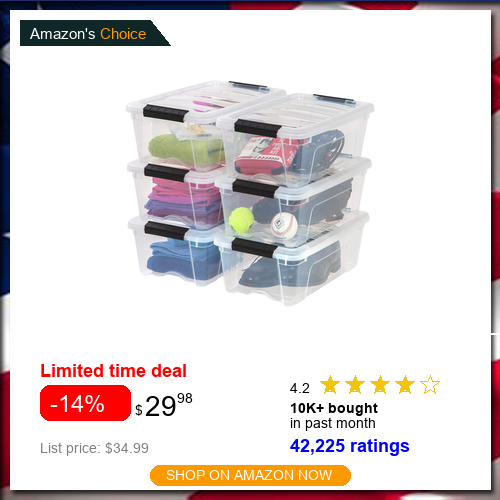 Amazon's Choice
Limited time deal
-14% $29.98
List price: $34.99
4.2
10K+ bought
in past month
42,225 ratings
SHOP ON AMAZON NOW